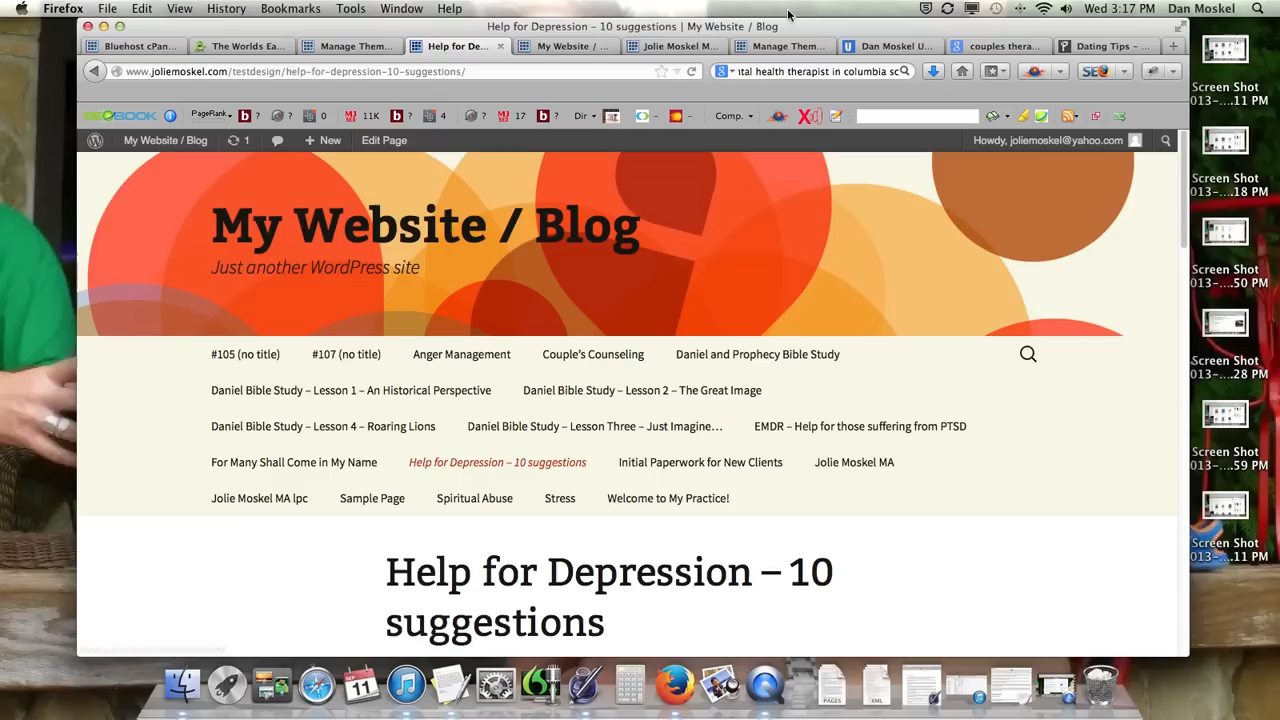 Firefox File Edit View History Bookmarks Tools Window Help Wed 3:17 PM Dan Moskel
Help for Depression – 10 suggestions | My Website / Blog
Bluehost cPan... The Worlds Ea... Manage Them... Help for De... My Website / ... Jolie Moskel M... Manage Them... Dan Moskel U... couples thera... Dating Tips – ...
www.joliemoskel.com/testdesign/help-for-depression-10-suggestions/ tal health therapist in columbia sc SEO
SEOBOOK PageRank ? ? 0 11K ? 4 ? 17 ? Dir Comp.
My Website / Blog 1 New Edit Page Howdy, joliemoskel@yahoo.com
My Website / Blog
Just another WordPress site
#105 (no title) #107 (no title) Anger Management Couple's Counseling Daniel and Prophecy Bible Study
Daniel Bible Study – Lesson 1 – An Historical Perspective Daniel Bible Study – Lesson 2 – The Great Image
Daniel Bible Study – Lesson 4 – Roaring Lions Daniel Bible Study – Lesson Three – Just Imagine... EMDR – Help for those suffering from PTSD
For Many Shall Come in My Name Help for Depression – 10 suggestions Initial Paperwork for New Clients Jolie Moskel MA
Jolie Moskel MA lpc Sample Page Spiritual Abuse Stress Welcome to My Practice!
Help for Depression – 10
suggestions
Screen Shot
013-....11 PM
Screen Shot
013-....18 PM
Screen Shot
013-....50 PM
Screen Shot
013-....28 PM
Screen Shot
013-....59 PM
Screen Shot
013-....11 PM
SEP
11
PAGES
XML